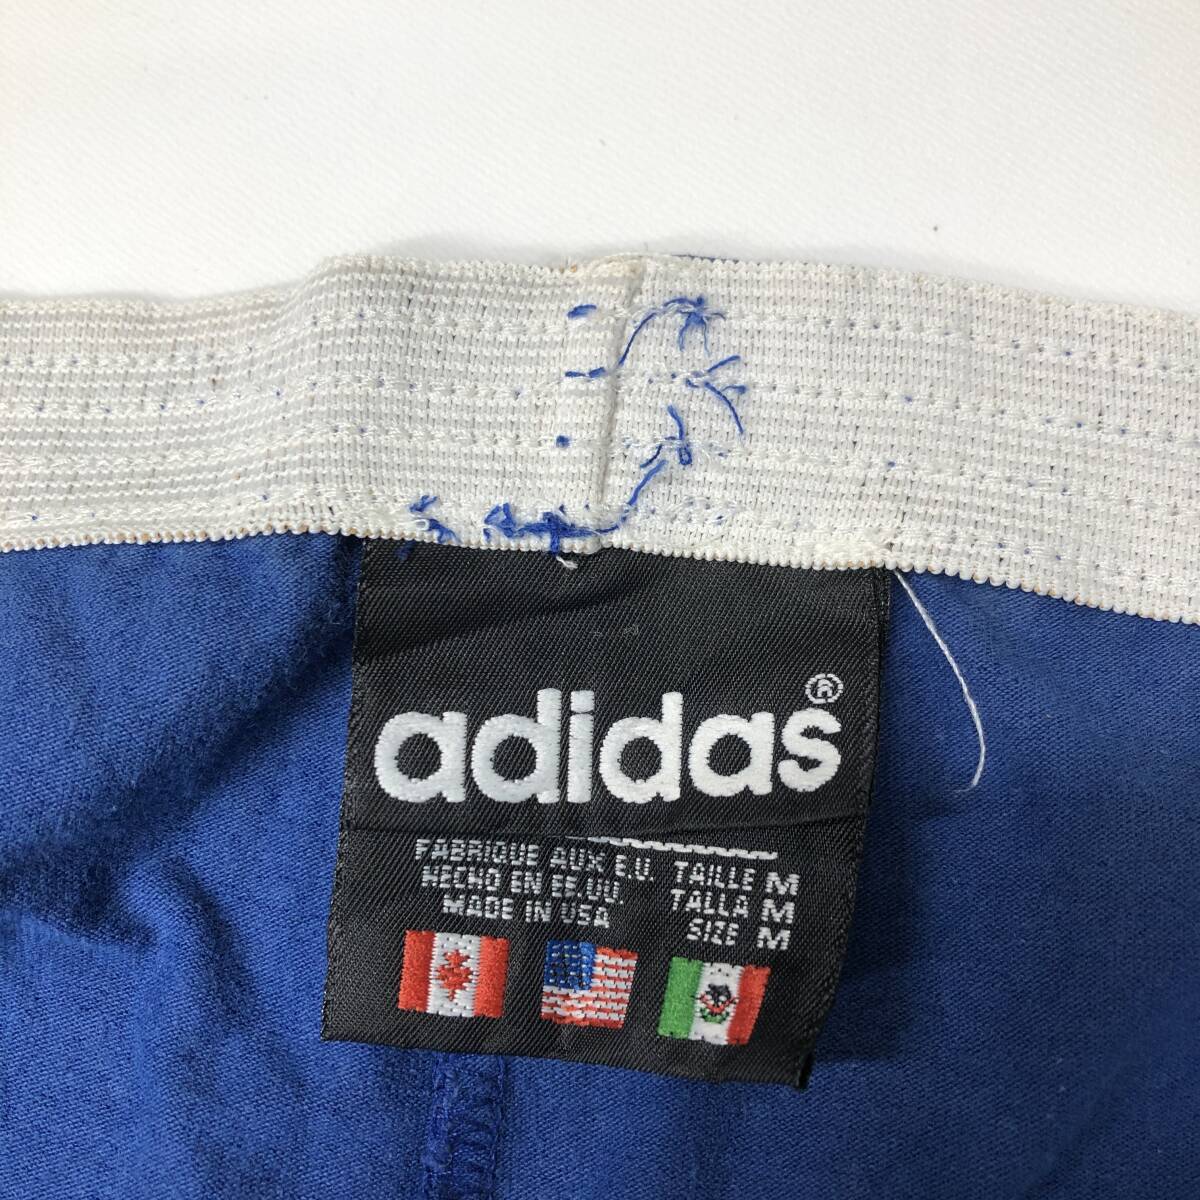 adidas®
FABRIQUE AUX E.U.
HECHO EN EE.UU.
MADE IN USA
TAILLE M
TALLA M
SIZE M